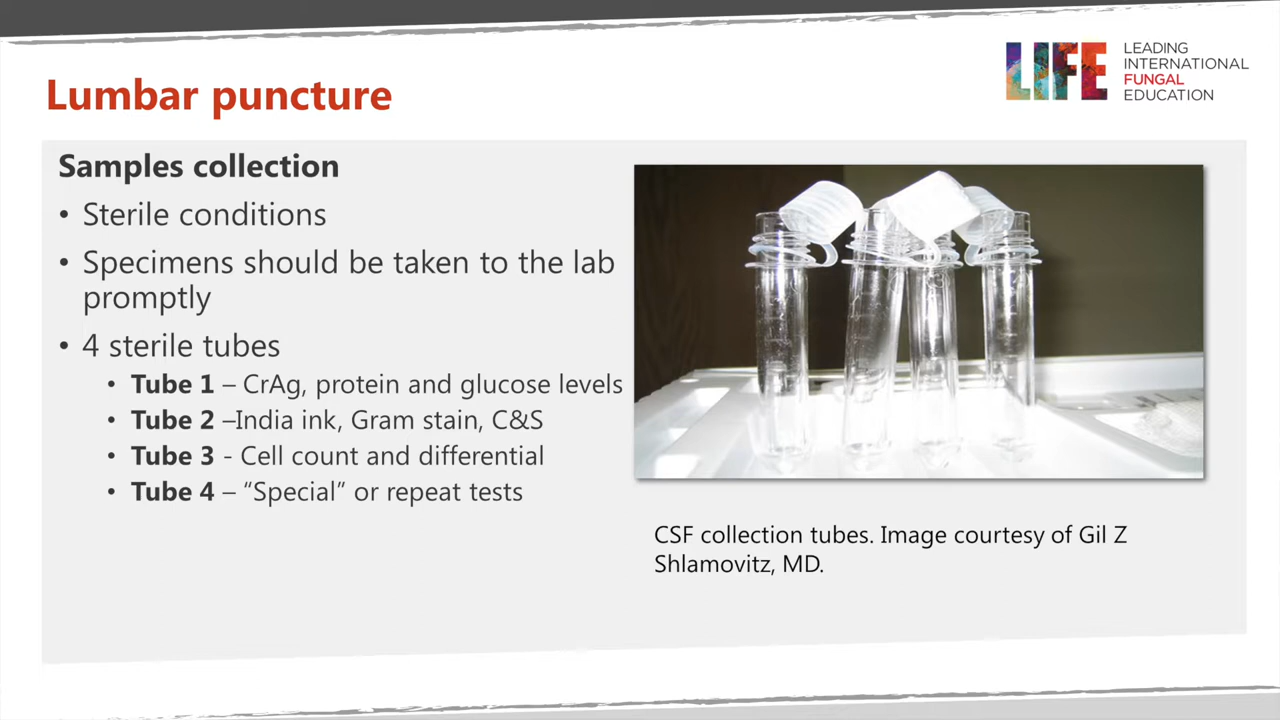 LIFE
LEADING
INTERNATIONAL
FUNGAL
EDUCATION
Lumbar puncture
Samples collection
• Sterile conditions
• Specimens should be taken to the lab
promptly
• 4 sterile tubes
• Tube 1 – CrAg, protein and glucose levels
• Tube 2 –India ink, Gram stain, C&S
• Tube 3 - Cell count and differential
• Tube 4 – “Special” or repeat tests
CSF collection tubes. Image courtesy of Gil Z
Shlamovitz, MD.